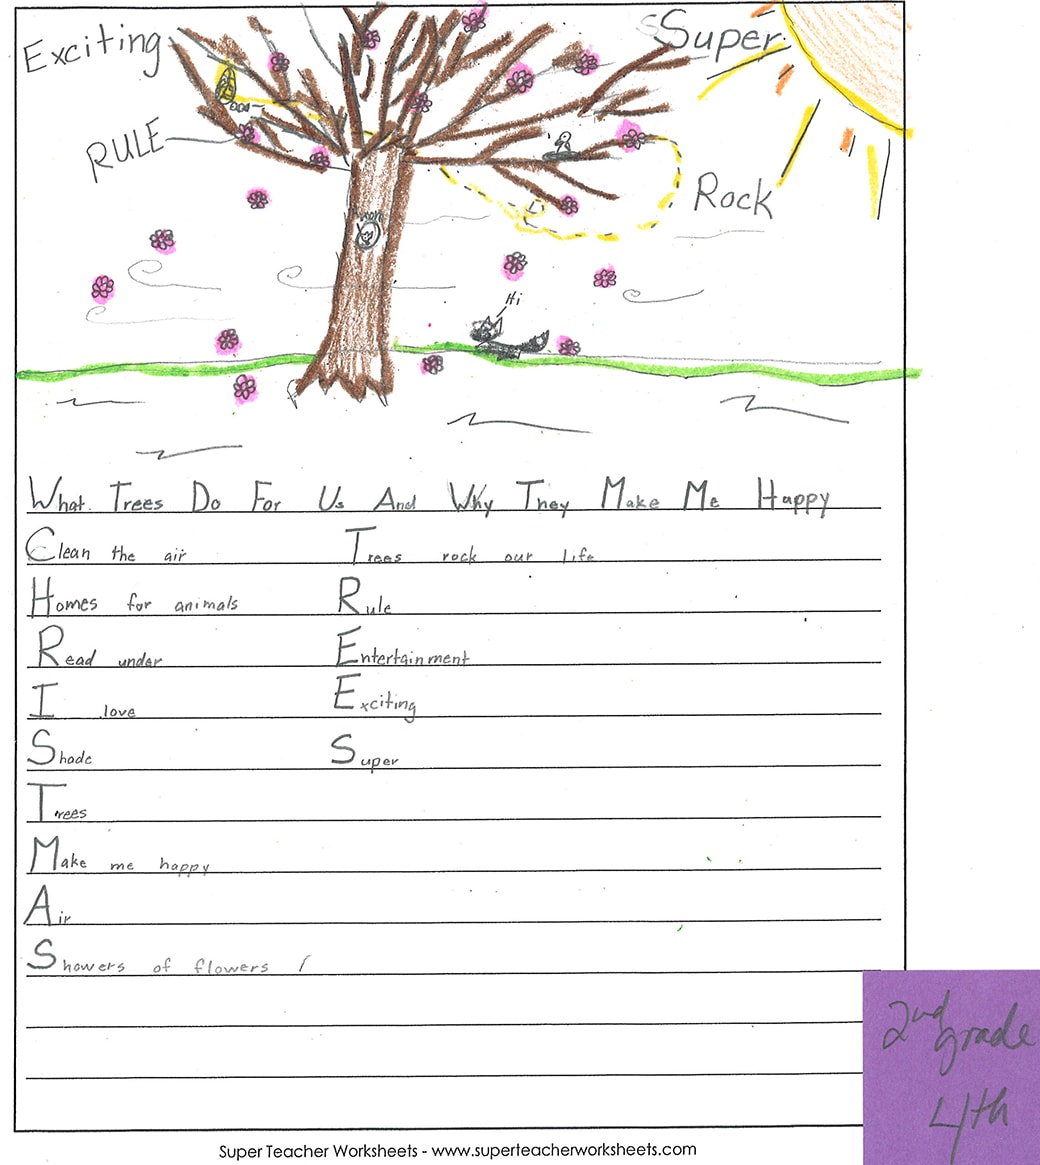 Exciting
Super
RULE
Rock
Hi
What Trees Do For Us And Why They Make Me Happy
Clean the air Trees rock our life
Homes for animals Rule
Read under Entertainment
I love Exciting
Shade Super
Trees
Make me happy
Air
Showers of flowers
2nd grade
4th
Super Teacher Worksheets - www.superteacherworksheets.com